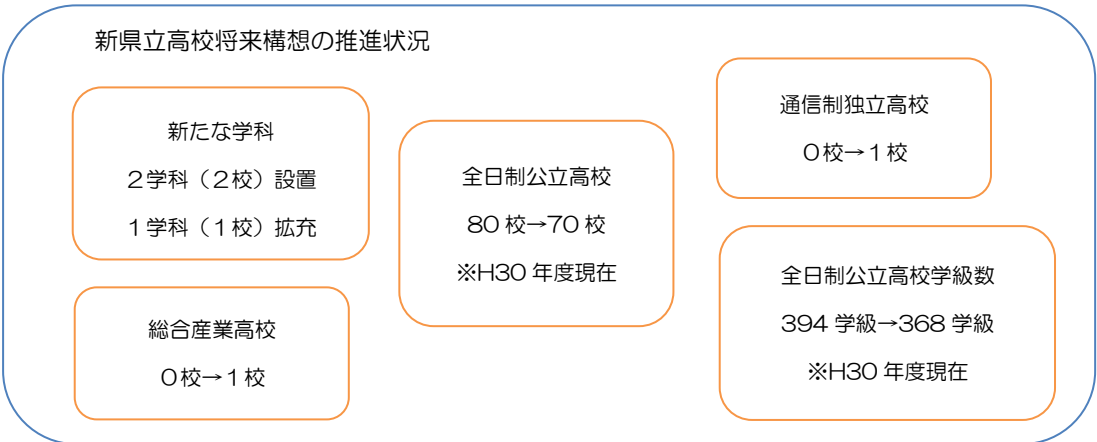 新県立高校将来構想の推進状況
新たな学科
２学科（２校）設置
１学科（１校）拡充
総合産業高校
０校→１校
全日制公立高校
80 校→70 校
※H30 年度現在
通信制独立高校
０校→１校
全日制公立高校学級数
394 学級→368 学級
※H30 年度現在